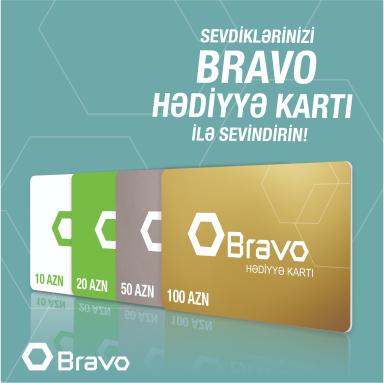 SEVDİKLƏRİNİZİ
BRAVO
HƏDİYYƏ KARTI
İLƏ SEVİNDİRİN!
Bravo
HƏDİYYƏ KARTI
10 AZN
20 AZN
50 AZN
100 AZN
Bravo